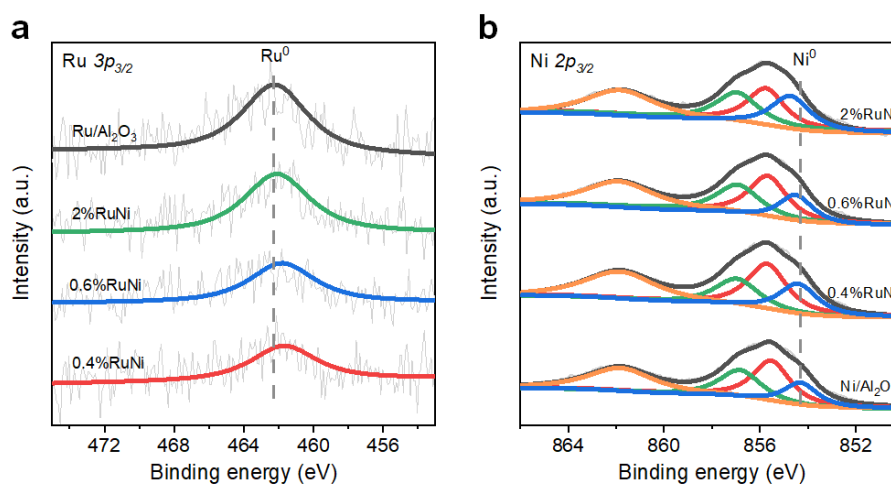 a
Ru 3p3/2
Ru⁰
Ru/Al₂O₃
2%RuNi
0.6%RuNi
0.4%RuNi
Intensity (a.u.)
472 468 464 460 456
Binding energy (eV)
b
Ni 2p3/2
Ni⁰
2%RuN
0.6%RuN
0.4%RuN
Ni/Al₂O
Intensity (a.u.)
864 860 856 852
Binding energy (eV)